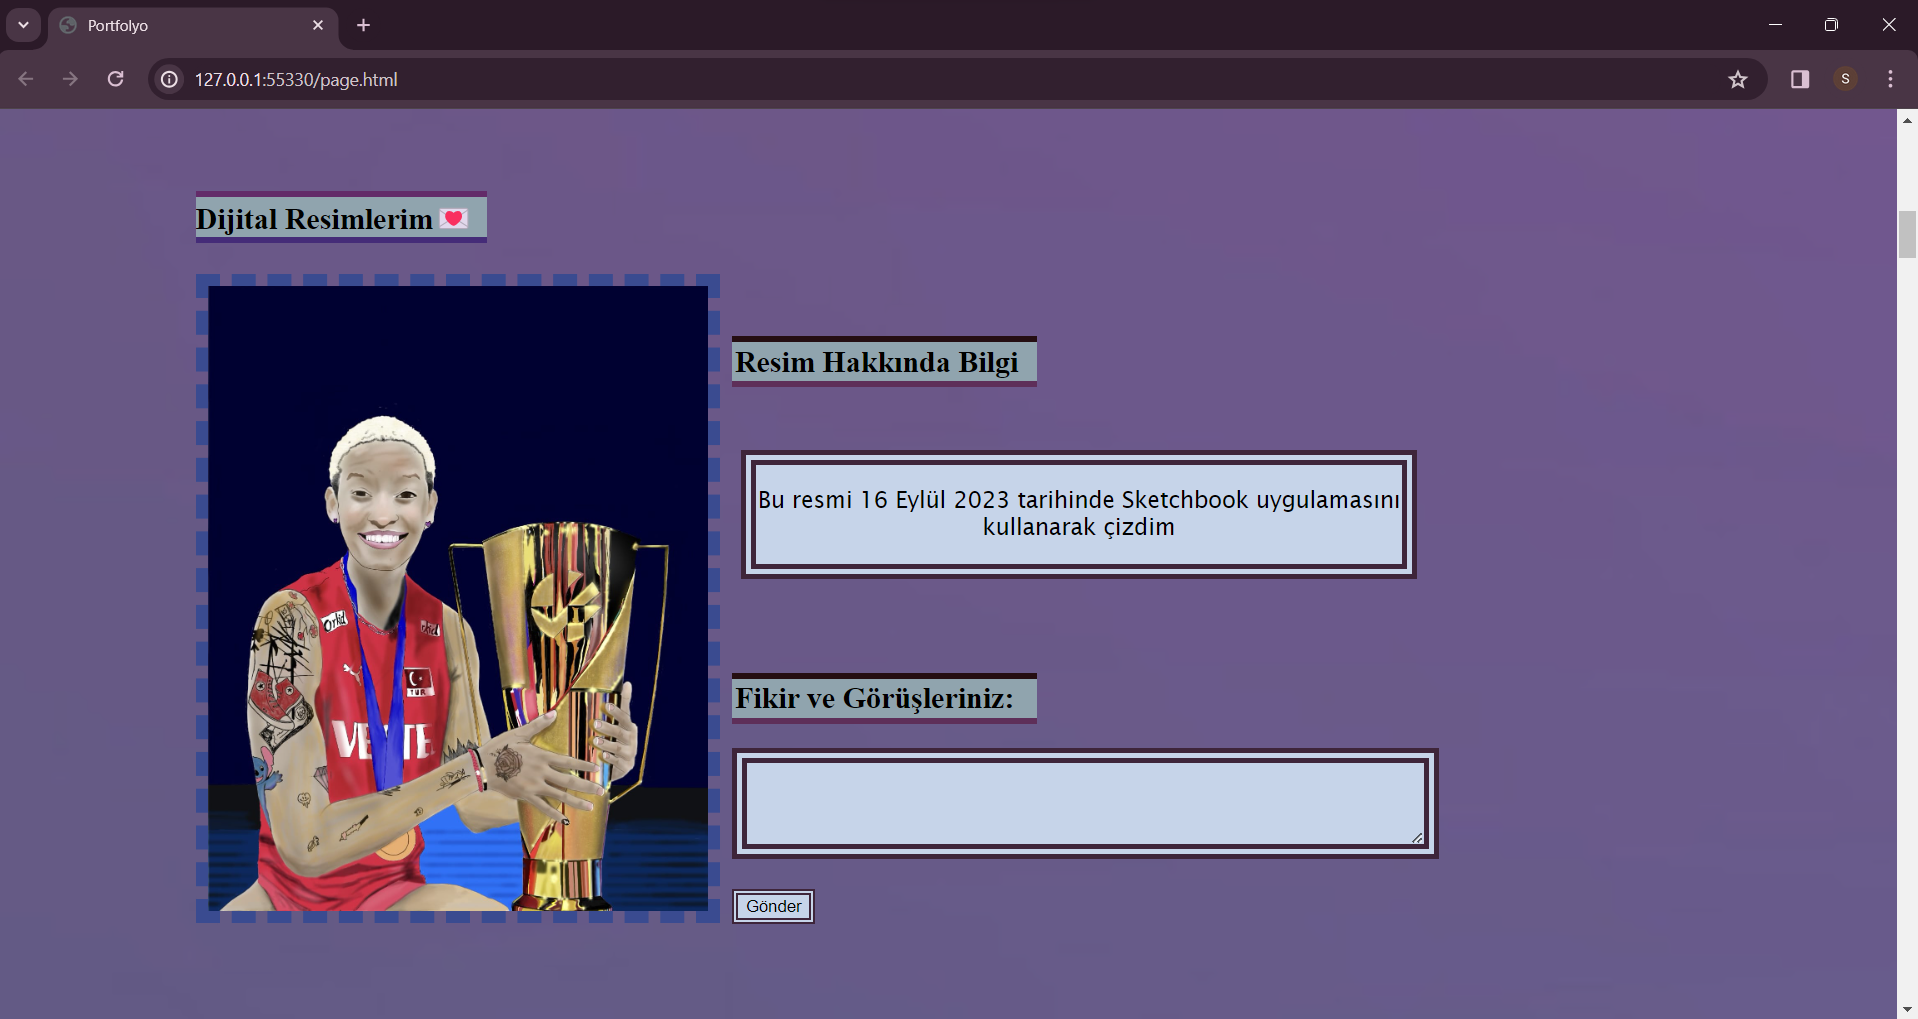 Portfolyo
127.0.0.1:55330/page.html
S
Dijital Resimlerim 💌
Resim Hakkında Bilgi
Bu resmi 16 Eylül 2023 tarihinde Sketchbook uygulamasını
kullanarak çizdim
Orkid
TUR
Fikir ve Görüşleriniz:
Gönder